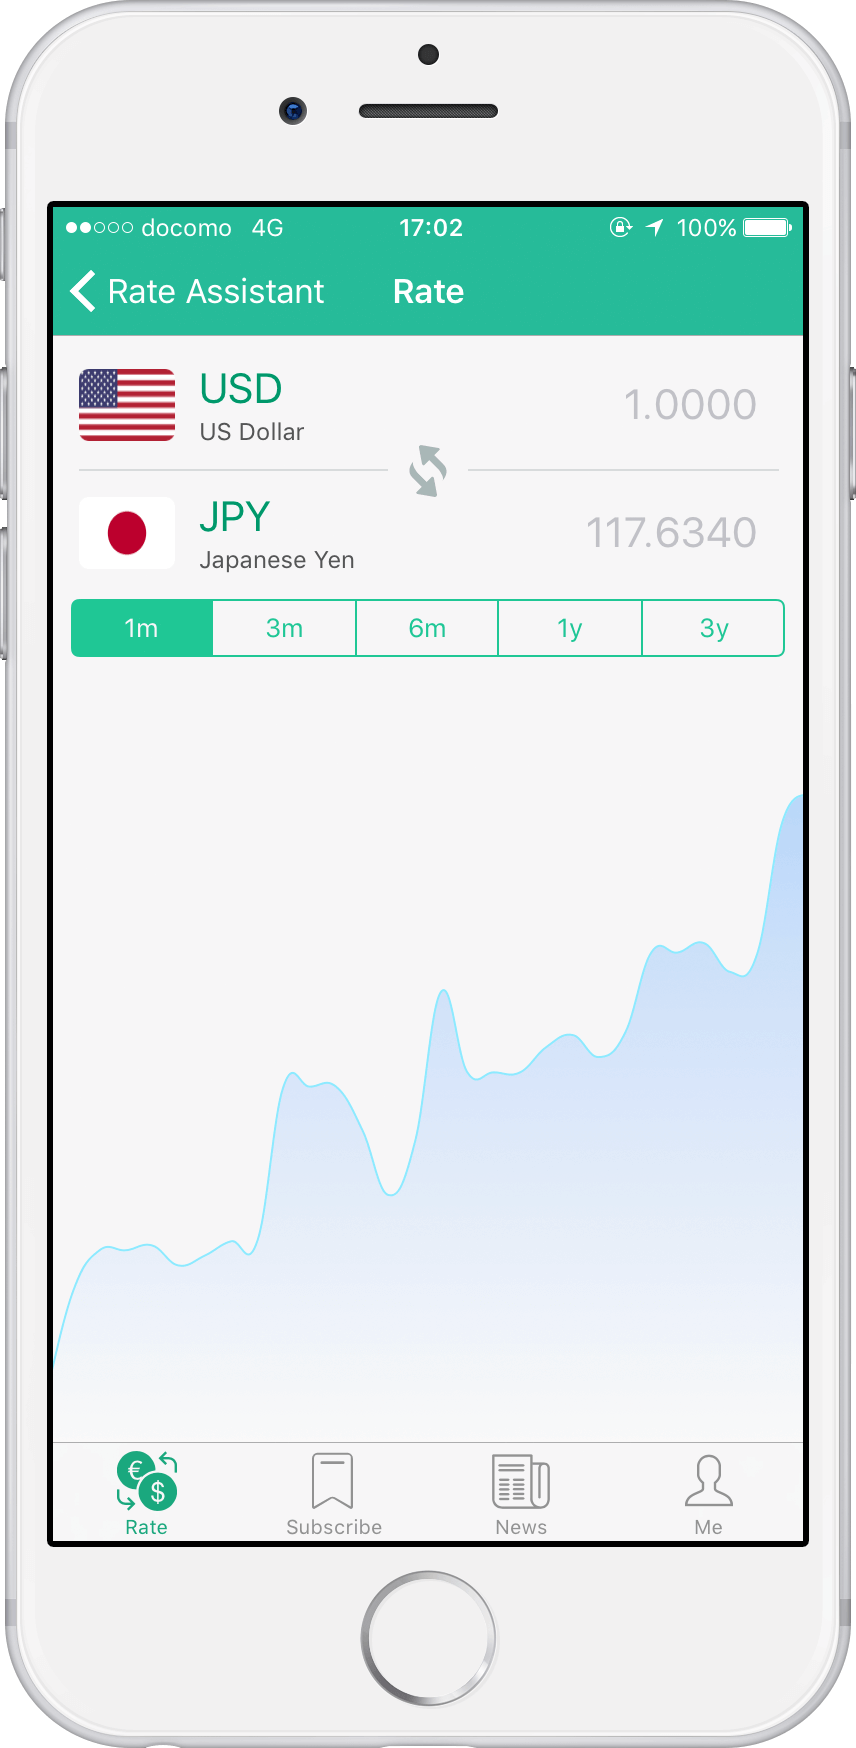 docomo 4G 17:02 100%
Rate Assistant Rate
USD 1.0000
US Dollar
JPY 117.6340
Japanese Yen
1m 3m 6m 1y 3y
€
$
Rate Subscribe News Me